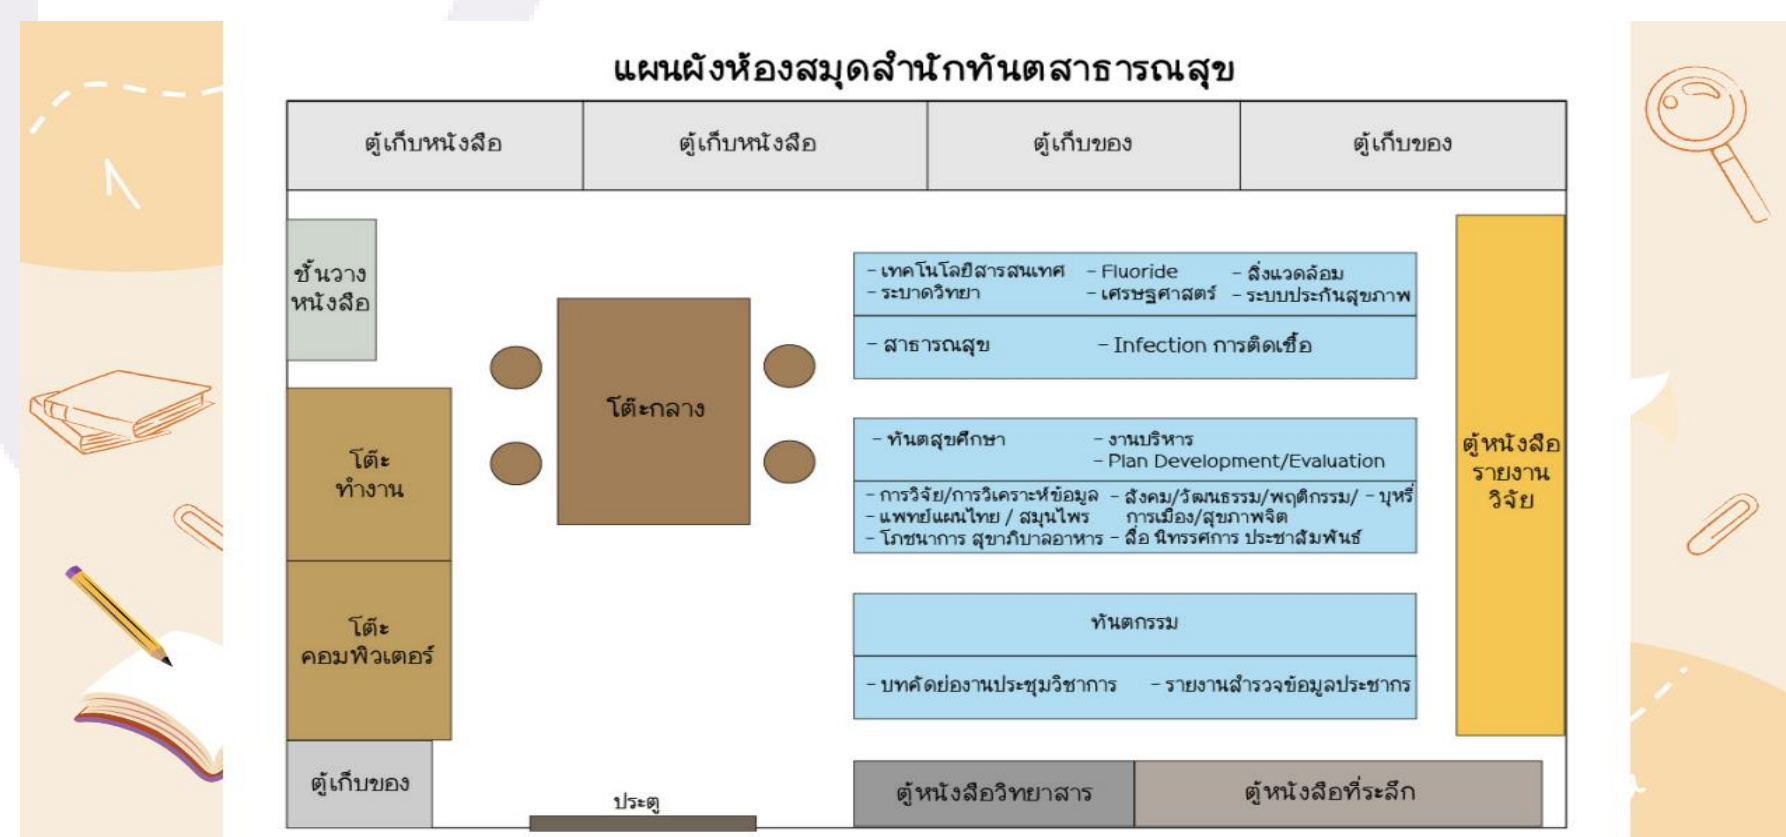 แผนผังห้องสมุดสำนักทันตสาธารณสุข
ตู้เก็บหนังสือ
ตู้เก็บหนังสือ
ตู้เก็บของ
ตู้เก็บของ
ชั้นวาง
หนังสือ
โต๊ะกลาง
โต๊ะ
ทำงาน
โต๊ะ
คอมพิวเตอร์
ตู้เก็บของ
ประตู
- เทคโนโลยีสารสนเทศ - Fluoride - สิ่งแวดล้อม
- ระบาดวิทยา - เศรษฐศาสตร์ - ระบบประกันสุขภาพ
- สาธารณสุข - Infection การติดเชื้อ
- ทันตสุขศึกษา - งานบริหาร
- Plan Development/Evaluation
- การวิจัย/การวิเคราะห์ข้อมูล - สังคม/วัฒนธรรม/พฤติกรรม/ - บุหรี่
- แพทย์แผนไทย / สมุนไพร การเมือง/สุขภาพจิต
- โภชนาการ สุขาภิบาลอาหาร - สื่อ นิทรรศการ ประชาสัมพันธ์
ทันตกรรม
- บทคัดย่องานประชุมวิชาการ - รายงานสำรวจข้อมูลประชากร
ตู้หนังสือ
รายงาน
วิจัย
ตู้หนังสือวิทยาสาร
ตู้หนังสือที่ระลึก